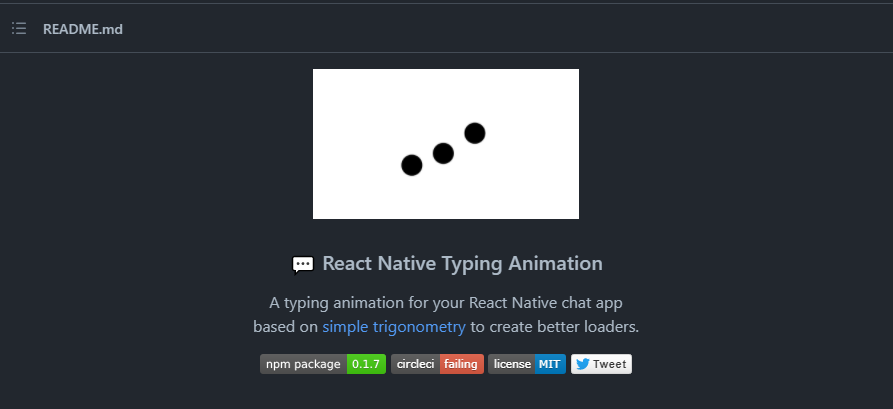 README.md
React Native Typing Animation
A typing animation for your React Native chat app
based on simple trigonometry to create better loaders.
npm package 0.1.7 circleci failing license MIT Tweet